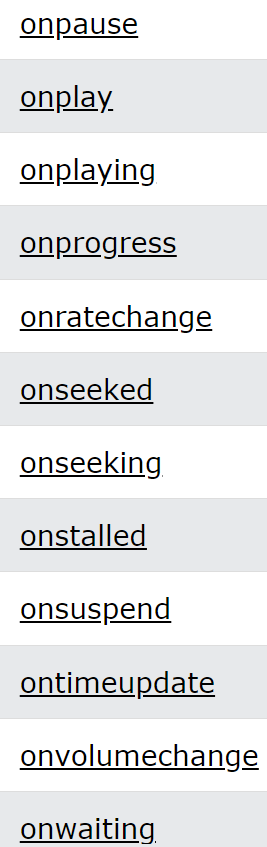 onpause
onplay
onplaying
onprogress
onratechange
onseeked
onseeking
onstalled
onsuspend
ontimeupdate
onvolumechange
onwaiting